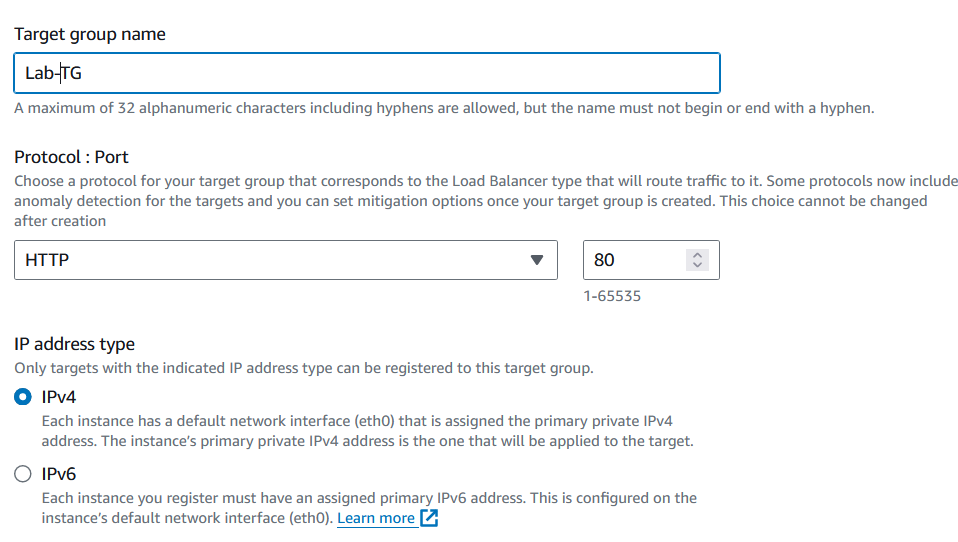 Target group name
Lab-TG
A maximum of 32 alphanumeric characters including hyphens are allowed, but the name must not begin or end with a hyphen.
Protocol : Port
Choose a protocol for your target group that corresponds to the Load Balancer type that will route traffic to it. Some protocols now include
anomaly detection for the targets and you can set mitigation options once your target group is created. This choice cannot be changed
after creation
HTTP 80
1-65535
IP address type
Only targets with the indicated IP address type can be registered to this target group.
IPv4
Each instance has a default network interface (eth0) that is assigned the primary private IPv4
address. The instance's primary private IPv4 address is the one that will be applied to the target.
IPv6
Each instance you register must have an assigned primary IPv6 address. This is configured on the
instance's default network interface (eth0). Learn more